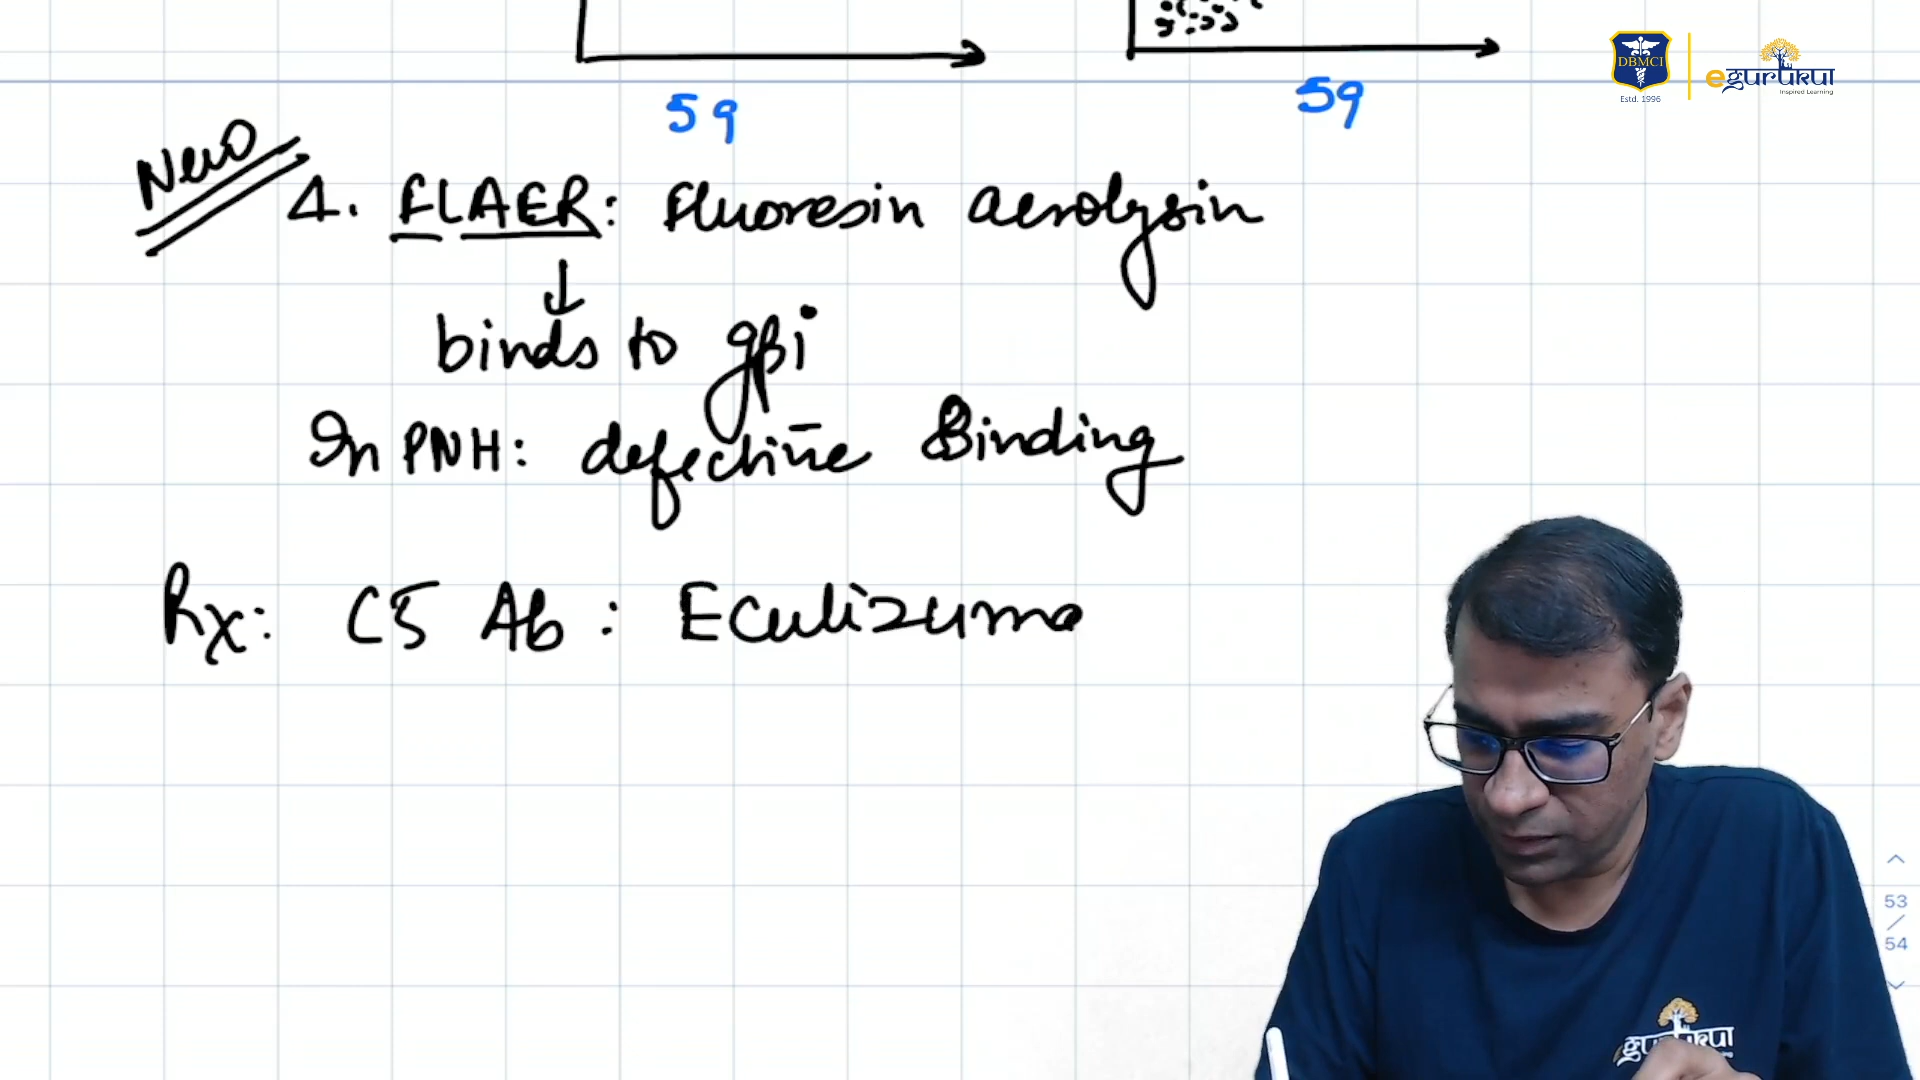 DBMCI
Estd. 1996
egurukul
Inspired Learning
59
59
New
4. FLAER: Fluoresin aerolysin
↓
binds to gpi
In PNH: defective Binding
Rx: C5 Ab: Eculizuma
53
/
54
gurukul